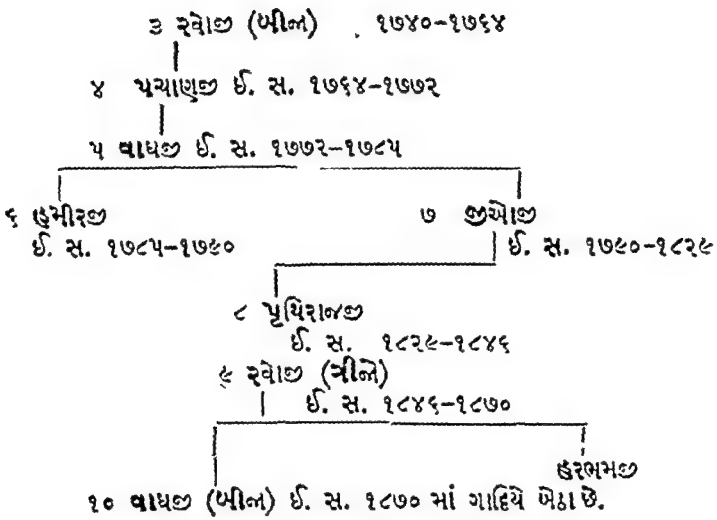 ૩ રવોજી (બીજા) . ૧૭૪૦-૧૭૬૪
૪ પચાણજી ઈ. સ. ૧૭૬૪-૧૭૭૨
૫ વાઘજી ઈ. સ. ૧૭૭૨-૧૭૮૫
૬ હમીરજી ૭ જીઓજી
ઈ. સ. ૧૭૮૫-૧૭૯૦ ઈ. સ. ૧૭૯૦-૧૮૨૯
૮ પૃથિરાજજી
ઈ. સ. ૧૮૨૯-૧૮૪૬
૯ રવોજી (ત્રીજો)
ઈ. સ. ૧૮૪૬-૧૮૭૦
હરભમજી
૧૦ વાઘજી (બીજા) ઈ. સ. ૧૮૭૦ માં ગાદિયે બેઠા છે.